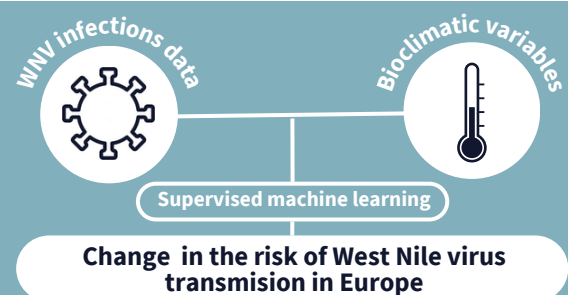 WNV infections data
Bioclimatic variables
Supervised machine learning
Change in the risk of West Nile virus
transmision in Europe